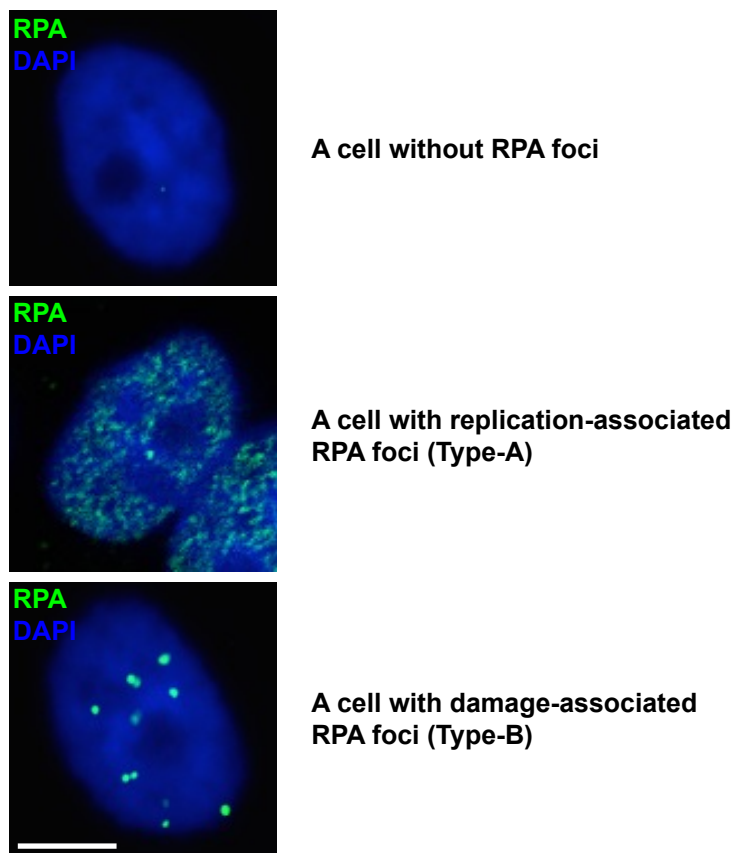 RPA
DAPI
A cell without RPA foci
RPA
DAPI
A cell with replication-associated
RPA foci (Type-A)
RPA
DAPI
A cell with damage-associated
RPA foci (Type-B)